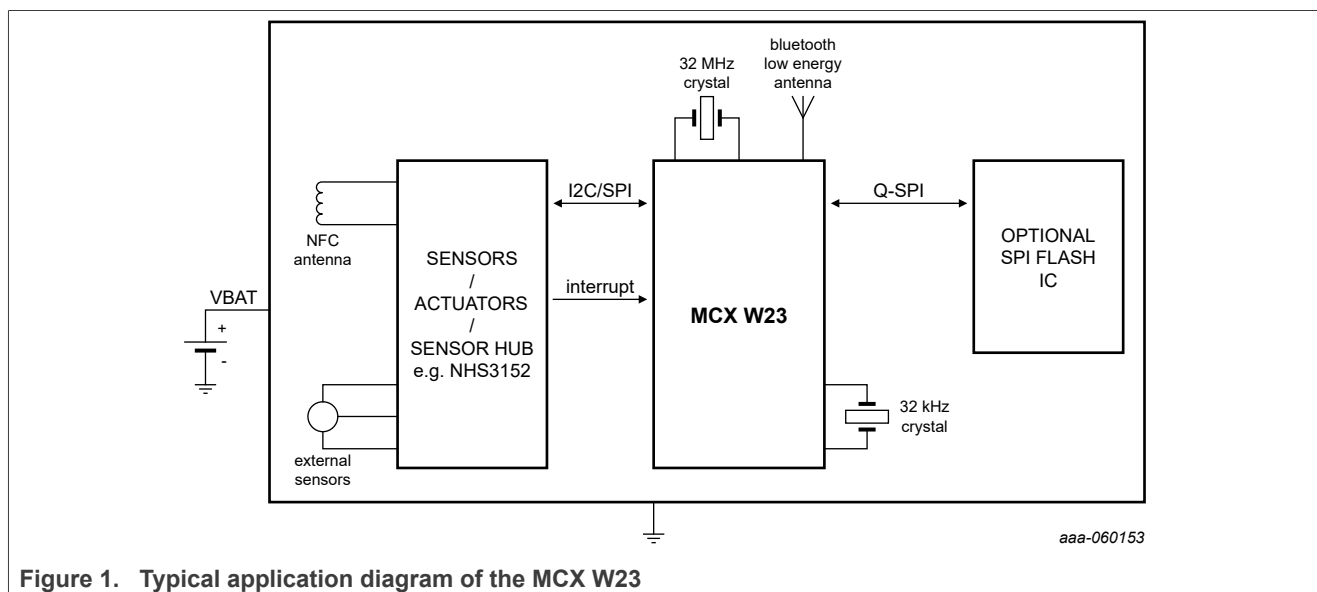 bluetooth
low energy
antenna
32 MHz
crystal
I2C/SPI
Q-SPI
NFC
antenna
SENSORS
/
ACTUATORS
/
SENSOR HUB
e.g. NHS3152
interrupt
MCX W23
OPTIONAL
SPI FLASH
IC
VBAT
+
-
external
sensors
32 kHz
crystal
aaa-060153
Figure 1. Typical application diagram of the MCX W23